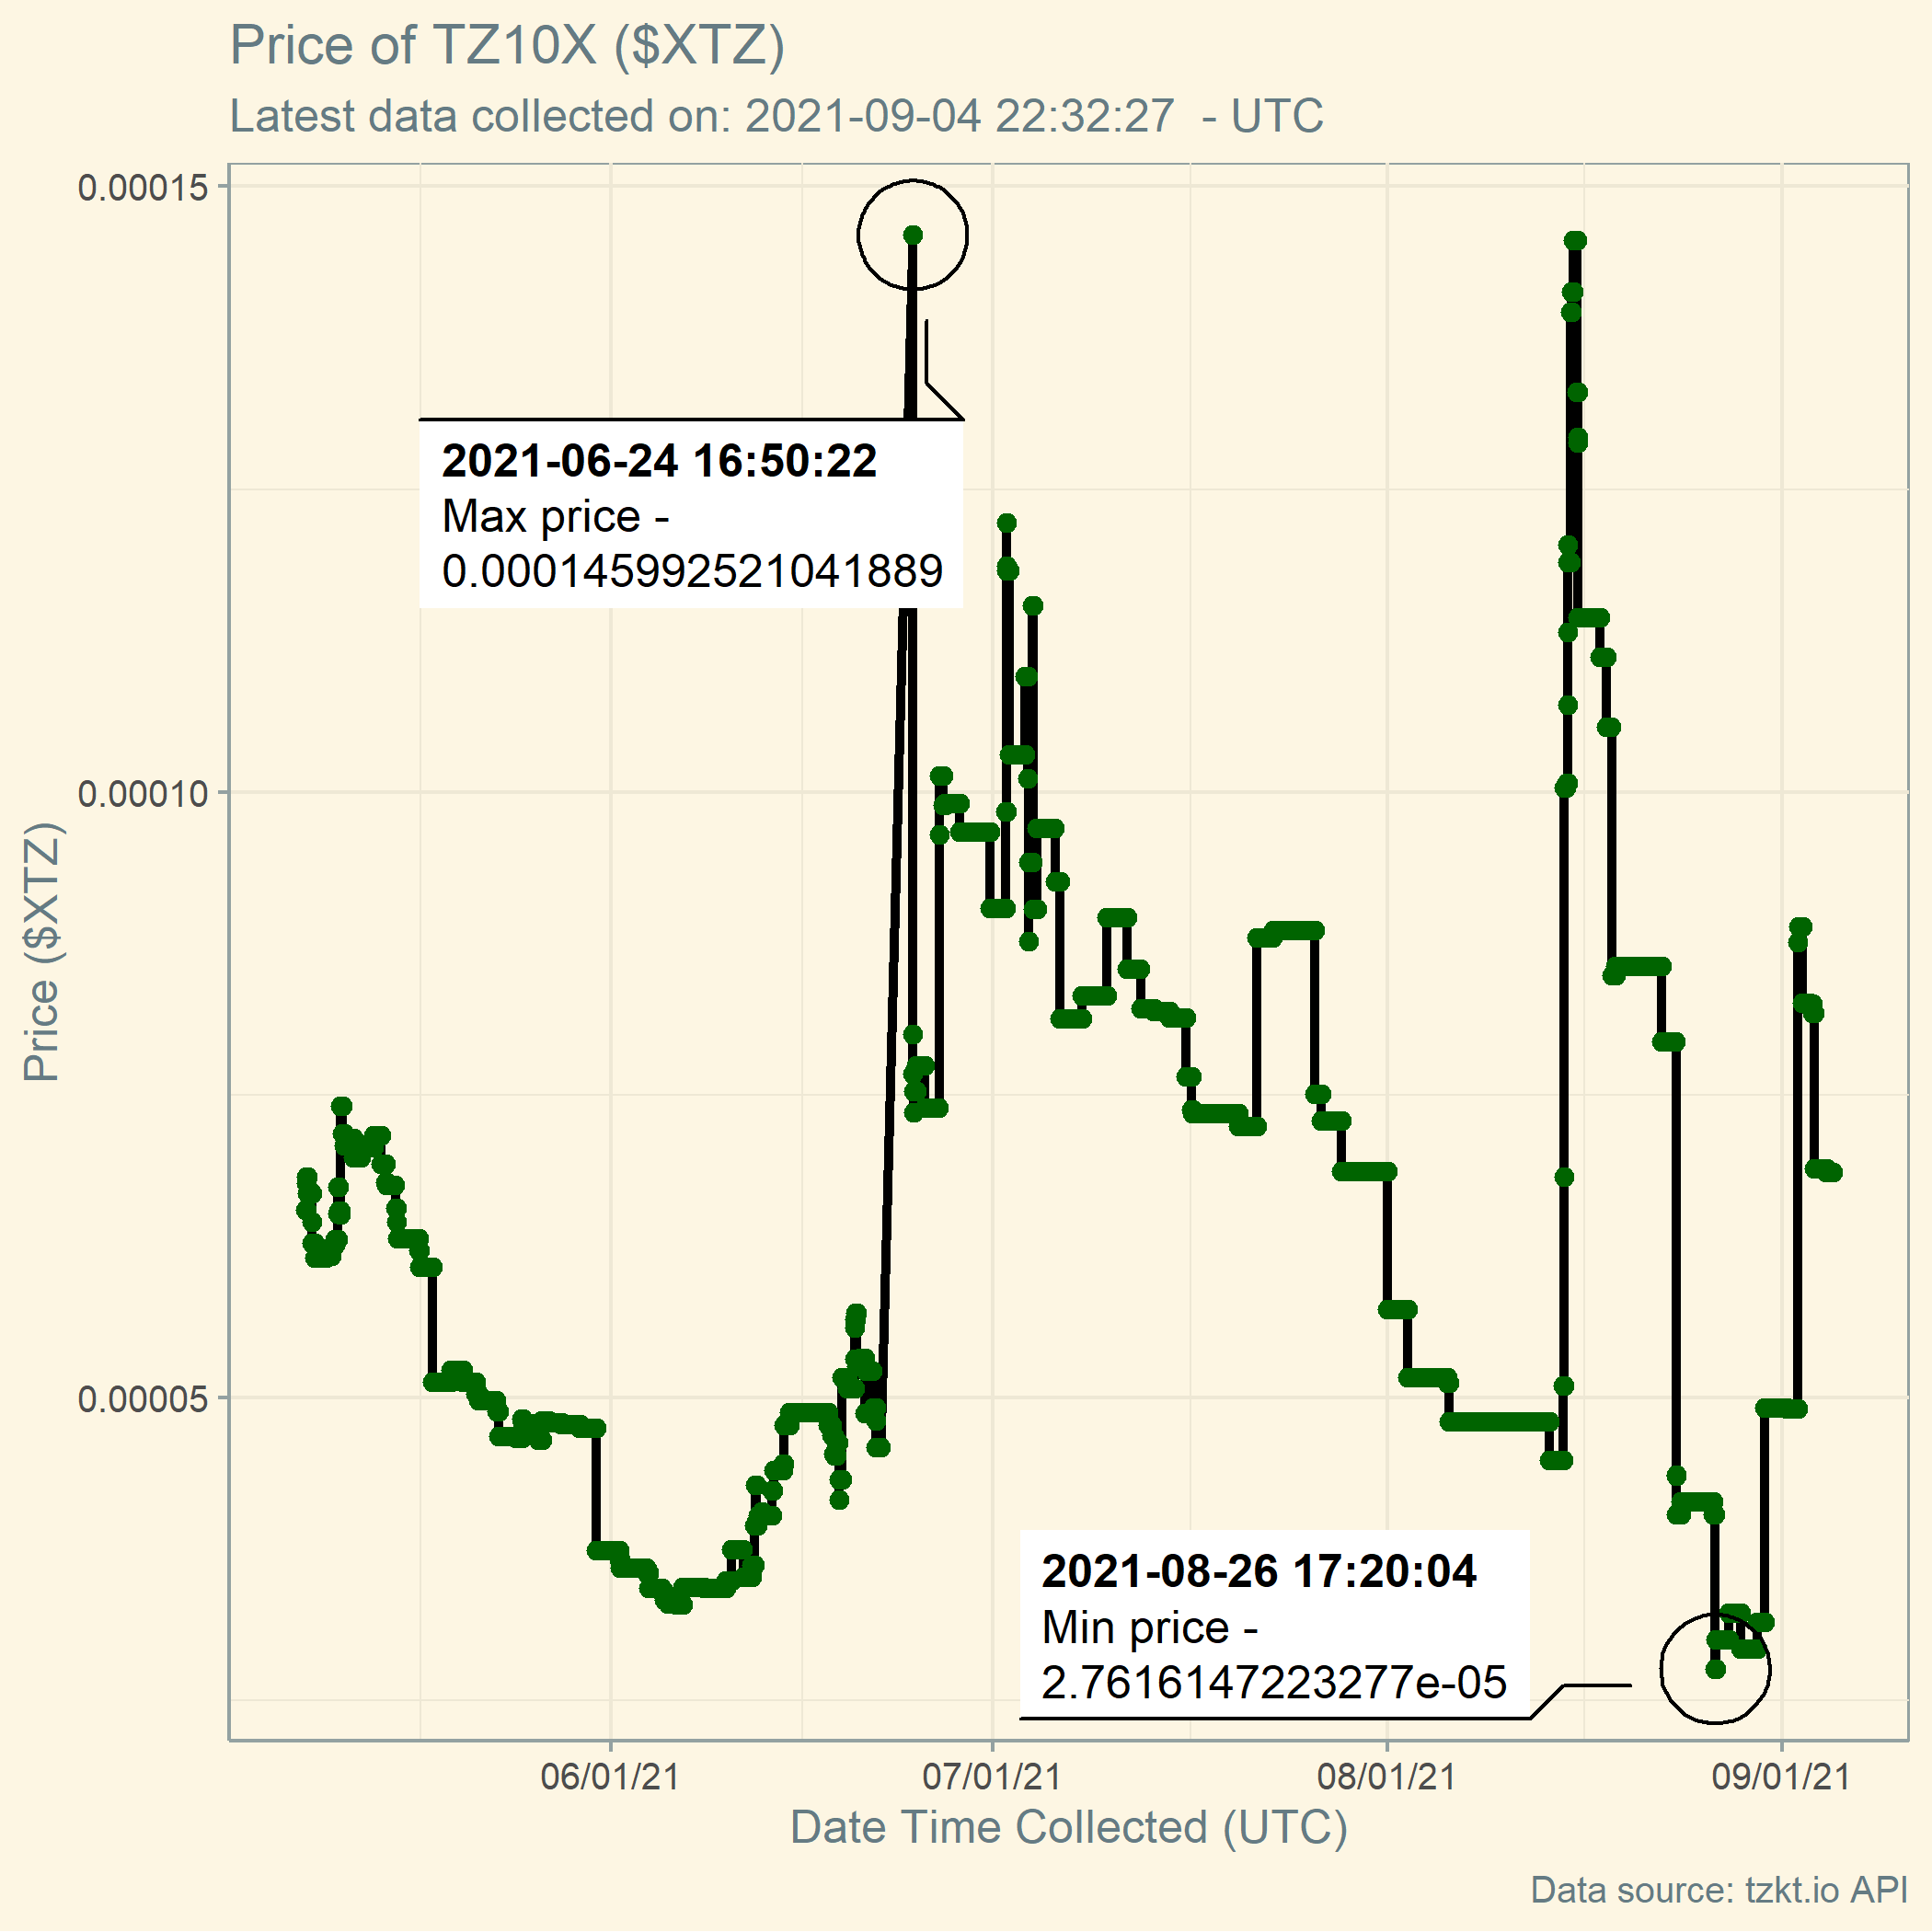 Price of TZ10X ($XTZ)
Latest data collected on: 2021-09-04 22:32:27  - UTC
0.00015
2021-06-24 16:50:22
Max price -
0.000145992521041889
0.00010
Price ($XTZ)
0.00005
2021-08-26 17:20:04
Min price -
2.7616147223277e-05
06/01/21
07/01/21
08/01/21
09/01/21
Date Time Collected (UTC)
Data source: tzkt.io API